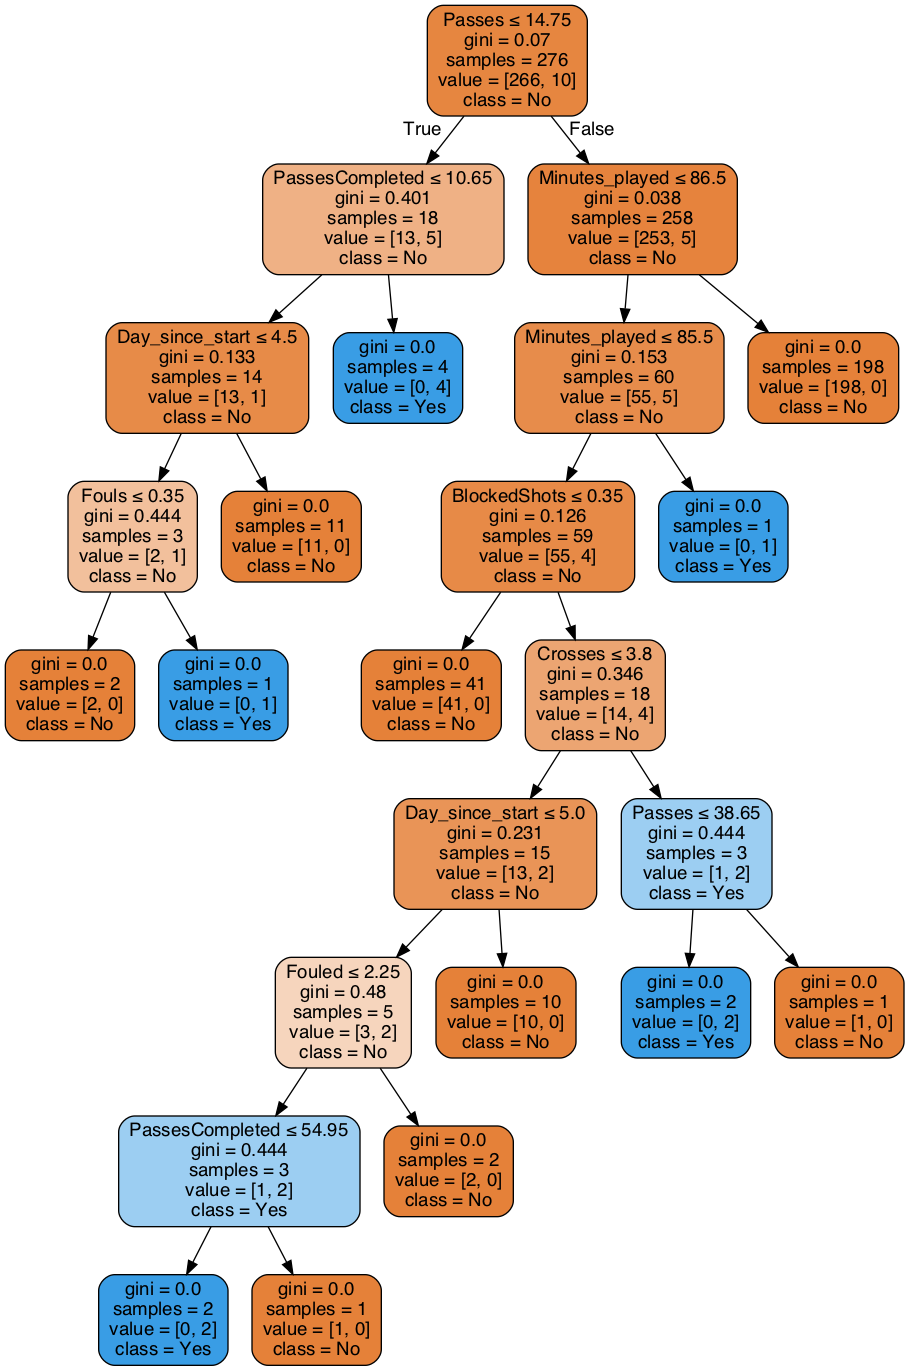 Passes ≤ 14.75
gini = 0.07
samples = 276
value = [266, 10]
class = No
True
False
PassesCompleted ≤ 10.65
gini = 0.401
samples = 18
value = [13, 5]
class = No
Minutes_played ≤ 86.5
gini = 0.038
samples = 258
value = [253, 5]
class = No
Day_since_start ≤ 4.5
gini = 0.133
samples = 14
value = [13, 1]
class = No
gini = 0.0
samples = 4
value = [0, 4]
class = Yes
Minutes_played ≤ 85.5
gini = 0.153
samples = 60
value = [55, 5]
class = No
gini = 0.0
samples = 198
value = [198, 0]
class = No
Fouls ≤ 0.35
gini = 0.444
samples = 3
value = [2, 1]
class = No
gini = 0.0
samples = 11
value = [11, 0]
class = No
BlockedShots ≤ 0.35
gini = 0.126
samples = 59
value = [55, 4]
class = No
gini = 0.0
samples = 1
value = [0, 1]
class = Yes
gini = 0.0
samples = 2
value = [2, 0]
class = No
gini = 0.0
samples = 1
value = [0, 1]
class = Yes
gini = 0.0
samples = 41
value = [41, 0]
class = No
Crosses ≤ 3.8
gini = 0.346
samples = 18
value = [14, 4]
class = No
Day_since_start ≤ 5.0
gini = 0.231
samples = 15
value = [13, 2]
class = No
Passes ≤ 38.65
gini = 0.444
samples = 3
value = [1, 2]
class = Yes
Fouled ≤ 2.25
gini = 0.48
samples = 5
value = [3, 2]
class = No
gini = 0.0
samples = 10
value = [10, 0]
class = No
gini = 0.0
samples = 2
value = [0, 2]
class = Yes
gini = 0.0
samples = 1
value = [1, 0]
class = No
PassesCompleted ≤ 54.95
gini = 0.444
samples = 3
value = [1, 2]
class = Yes
gini = 0.0
samples = 2
value = [2, 0]
class = No
gini = 0.0
samples = 2
value = [0, 2]
class = Yes
gini = 0.0
samples = 1
value = [1, 0]
class = No